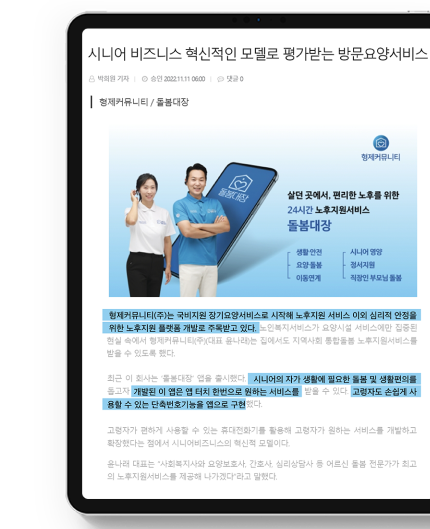 시니어 비즈니스 혁신적인 모델로 평가받는 방문요양서비스
박희원 기자 | 승인 2022.11.11 06:00 | 댓글 0
형제커뮤니티 / 돌봄대장
형제커뮤니티
살던 곳에서, 편리한 노후를 위한
24시간 노후지원서비스
돌봄대장
생활·안전
요양·돌봄
이동연계
시니어 영양
정서지원
직장인 부모님 돌봄
돌봄대장
형제커뮤니티(주)는 국비지원 장기요양서비스로 시작해 노후지원 서비스 이외 심리적 안정을
위한 노후지원 플랫폼 개발로 주목받고 있다. 노인복지서비스가 요양시설 서비스에만 집중된
현실 속에서 형제커뮤니티(주)(대표 윤나래)는 집에서도 지역사회 통합돌봄 노후지원서비스를
받을 수 있도록 했다.
최근 이 회사는 '돌봄대장' 앱을 출시했다. 시니어의 자가 생활에 필요한 돌봄 및 생활편의를
돕고자 개발된 이 앱은 앱 터치 한번으로 원하는 서비스를 받을 수 있다. 고령자도 손쉽게 사
용할 수 있는 단축번호기능을 앱으로 구현했다.
고령자가 편하게 사용할 수 있는 휴대전화기를 활용해 고령자가 원하는 서비스를 개발하고
확장했다는 점에서 시니어비즈니스의 혁신적 모델이다.
윤나래 대표는 "사회복지사와 요양보호사, 간호사, 심리상담사 등 어르신 돌봄 전문가가 최고
의 노후지원서비스를 제공해 나가겠다"라고 말했다.